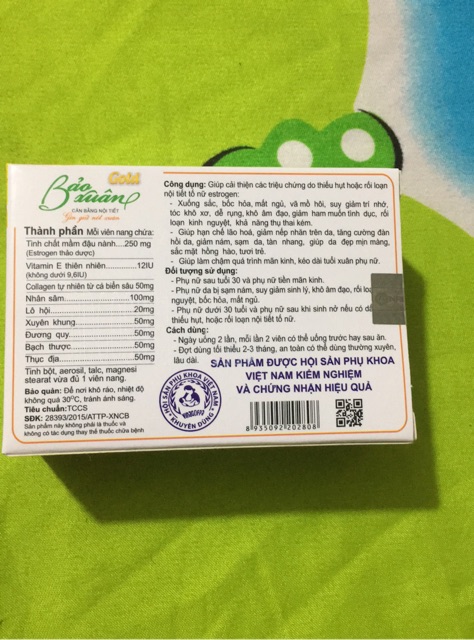 Bảo xuân Gold
CÂN BẰNG NỘI TIẾT
Gìn giữ nét xuân
Thành phần Mỗi viên nang chứa:
Tinh chất mầm đậu nành....250 mg
(Estrogen thảo dược)
Vitamin E thiên nhiên.............12IU
(không dưới 9,6IU)
Collagen tự nhiên từ cá biển sâu 50mg
Nhân sâm..............................100mg
Lô hội.....................................20mg
Xuyên khung..........................50mg
Đương quy.............................50mg
Bạch thược............................50mg
Thục địa.................................50mg
Tinh bột, aerosil, talc, magnesi
stearat vừa đủ 1 viên nang.
Bảo quản: Để nơi khô ráo, nhiệt độ
không quá 30°C, tránh ánh sáng.
Tiêu chuẩn:TCCS
SĐK: 28393/2015/ATTP-XNCB
Sản phẩm này không phải là thuốc và
không có tác dụng thay thế thuốc chữa bệnh
Công dụng: Giúp cải thiện các triệu chứng do thiếu hụt hoặc rối loạn
nội tiết tố nữ estrogen:
- Xuống sắc, bốc hỏa, mất ngủ, vã mồ hôi, suy giảm trí nhớ,
tóc khô xơ, dễ rụng, khô âm đạo, giảm ham muốn tình dục, rối
loạn kinh nguyệt, khả năng thụ thai kém.
- Giúp hạn chế lão hoá, giảm nếp nhăn trên da, tăng cường đàn
hồi da, giảm nám, sạm da, tàn nhang, giúp da đẹp mịn màng,
sắc mặt hồng hào, tươi trẻ.
- Giúp làm chậm quá trình mãn kinh, kéo dài tuổi xuân phụ nữ.
Đối tượng sử dụng:
- Phụ nữ sau tuổi 30 và phụ nữ tiền mãn kinh.
- Phụ nữ da bị sạm nám, suy giảm sinh lý, khô âm đạo, rối loạ
nguyệt, bốc hỏa, mất ngủ.
- Phụ nữ dưới 30 tuổi và phụ nữ sau khi sinh nở nếu có dấ
thiếu hụt, hoặc rối loạn nội tiết tố nữ.
Cách dùng:
- Ngày uống 2 lần, mỗi lần 2 viên có thể uống trước hay sau ăn.
- Đợt dùng tối thiểu 2-3 tháng, an toàn có thể dùng thường xuyên,
lâu dài.
SẢN PHẨM ĐƯỢC HỘI SẢN PHỤ KHOA
VIỆT NAM KIỂM NGHIỆM
VÀ CHỨNG NHẬN HIỆU QUẢ
HỘI SẢN PHỤ KHOA VIỆT NAM
VAGOFP
KHUYÊN DÙNG
8 935092 202808